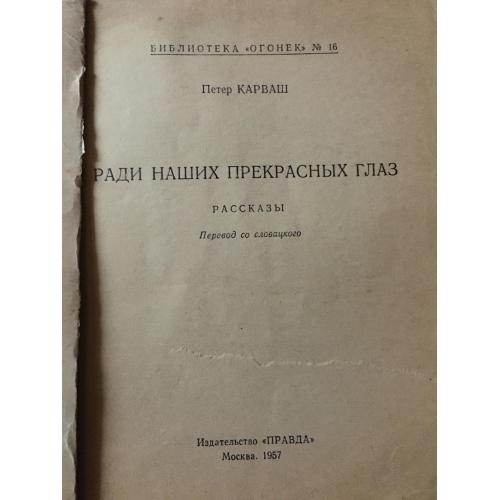 БИБЛИОТЕКА «ОГОНЕК» № 16
Петер КАРВАШ
РАДИ НАШИХ ПРЕКРАСНЫХ ГЛАЗ
РАССКАЗЫ
Перевод со словацкого
Издательство «ПРАВДА»
Москва. 1957